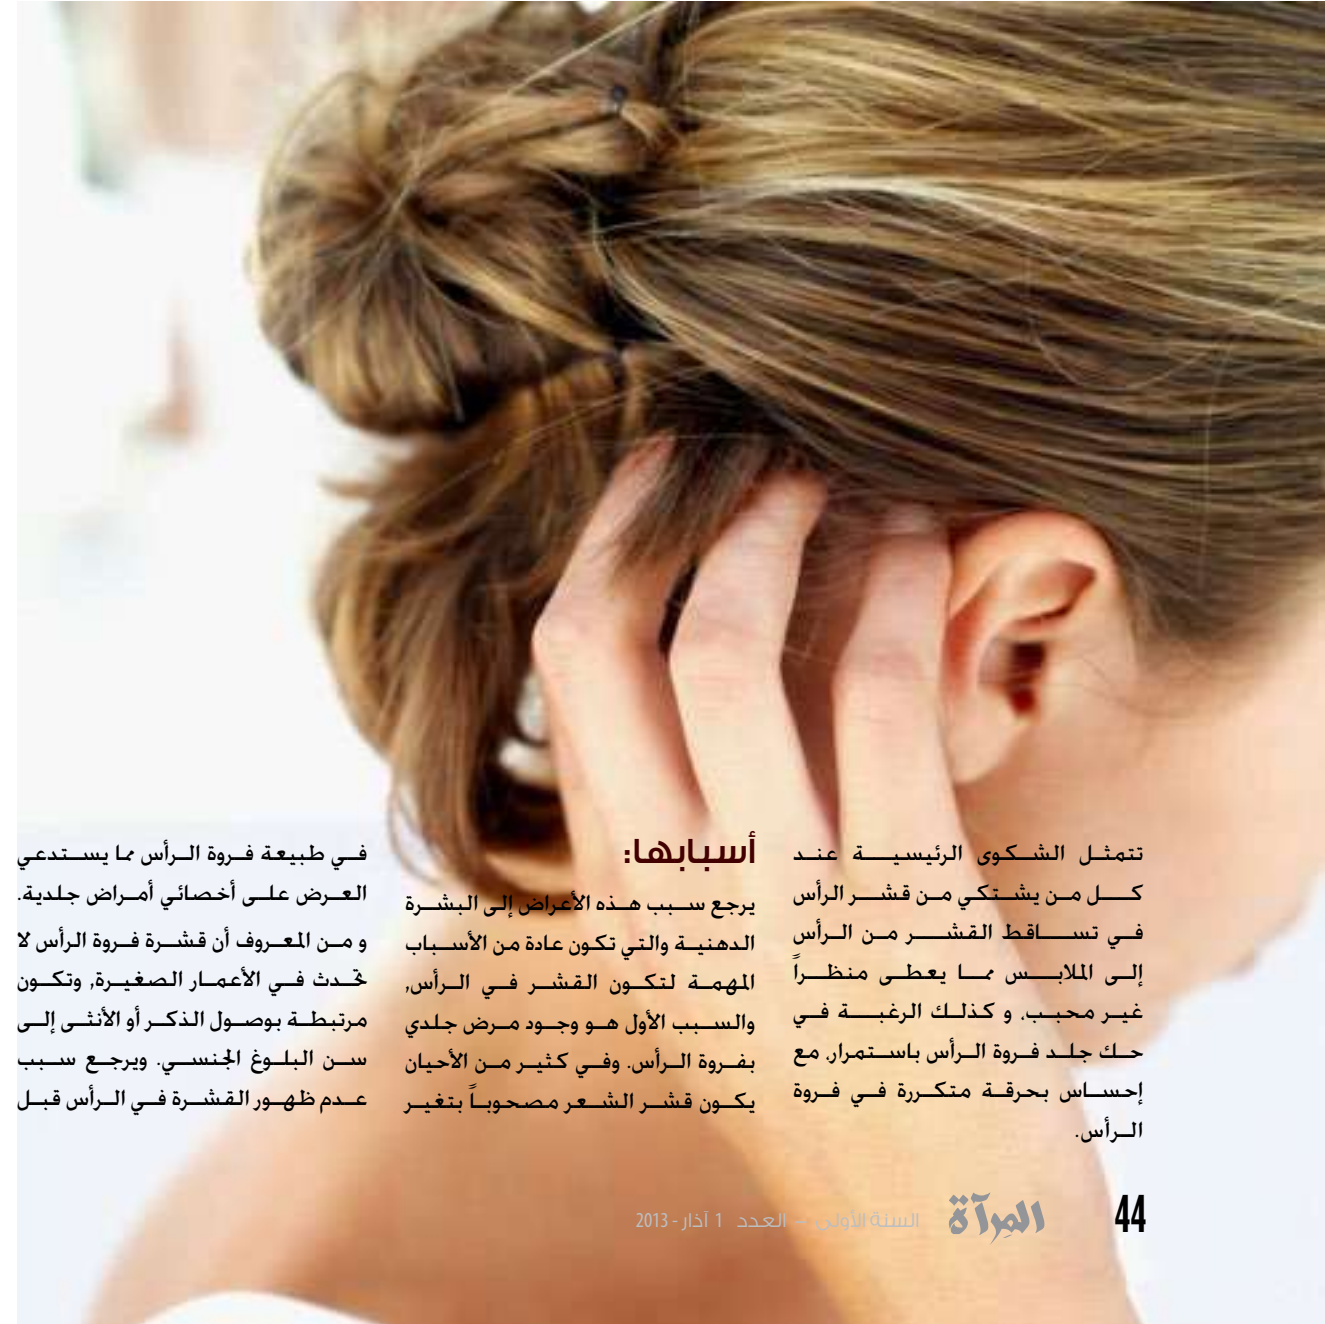 تتمثل الشكوى الرئيسية عند
كل من يشتكي من قشر الرأس
في تساقط القشر من الرأس
إلى الملابس مما يعطى منظراً
غير محبب، و كذلك الرغبة في
حك جلد فروة الرأس باستمرار، مع
إحساس بحرقة متكررة في فروة
الرأس.
أسبابها:
يرجع سبب هذه الأعراض إلى البشرة
الدهنية والتي تكون عادة من الأسباب
المهمة لتكون القشر في الرأس,
والسبب الأول هو وجود مرض جلدي
بفروة الرأس. وفي كثير من الأحيان
يكون قشر الشعر مصحوباً بتغير
في طبيعة فروة الرأس مما يستدعي
العرض على أخصائي أمراض جلدية.
و من المعروف أن قشرة فروة الرأس لا
تحدث في الأعمار الصغيرة, وتكون
مرتبطة بوصول الذكر أو الأنثى إلى
سن البلوغ الجنسي. ويرجع سبب
عدم ظهور القشرة في الرأس قبل
44 المرآة السنة الأولى - العدد 1 آذار - 2013